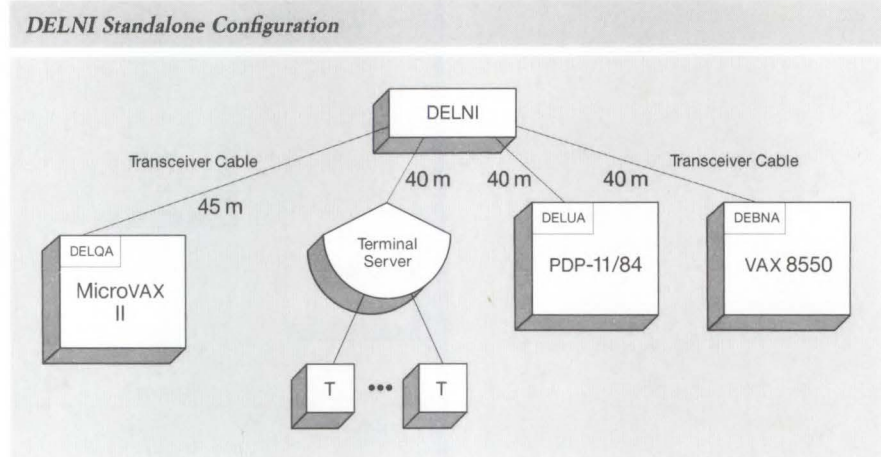 DELNI Standalone Configuration
DELNI
Transceiver Cable
Transceiver Cable
45 m
40 m
40 m
40 m
DELQA
MicroVAX
II
Terminal
Server
DELUA
PDP-11/84
DEBNA
VAX 8550
T
•••
T